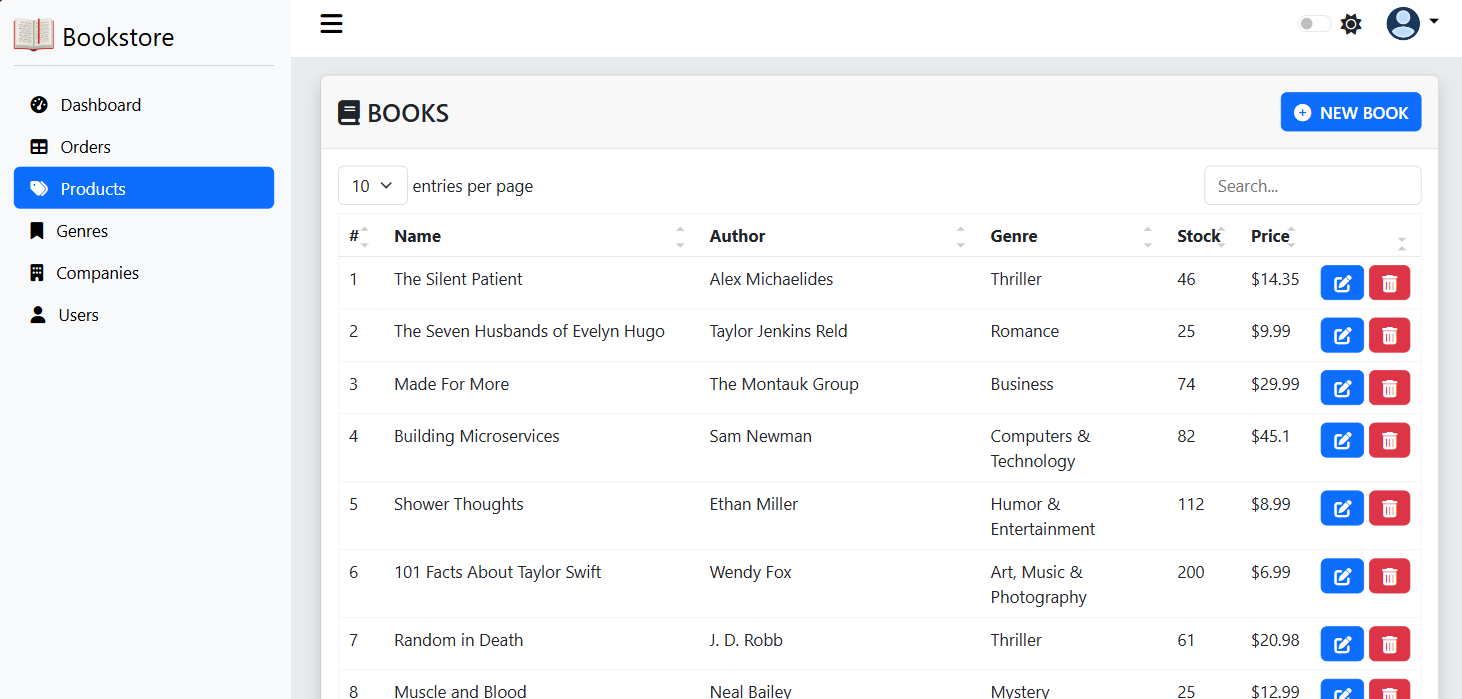 Bookstore
Dashboard
Orders
Products
Genres
Companies
Users
BOOKS
NEW BOOK
10 entries per page
Search...
# Name Author Genre Stock Price
1 The Silent Patient Alex Michaelides Thriller 46 $14.35
2 The Seven Husbands of Evelyn Hugo Taylor Jenkins Reld Romance 25 $9.99
3 Made For More The Montauk Group Business 74 $29.99
4 Building Microservices Sam Newman Computers & 82 $45.1
Technology
5 Shower Thoughts Ethan Miller Humor & 112 $8.99
Entertainment
6 101 Facts About Taylor Swift Wendy Fox Art, Music & 200 $6.99
Photography
7 Random in Death J. D. Robb Thriller 61 $20.98
8 Muscle and Blood Neal Bailey Mystery 25 $12.99